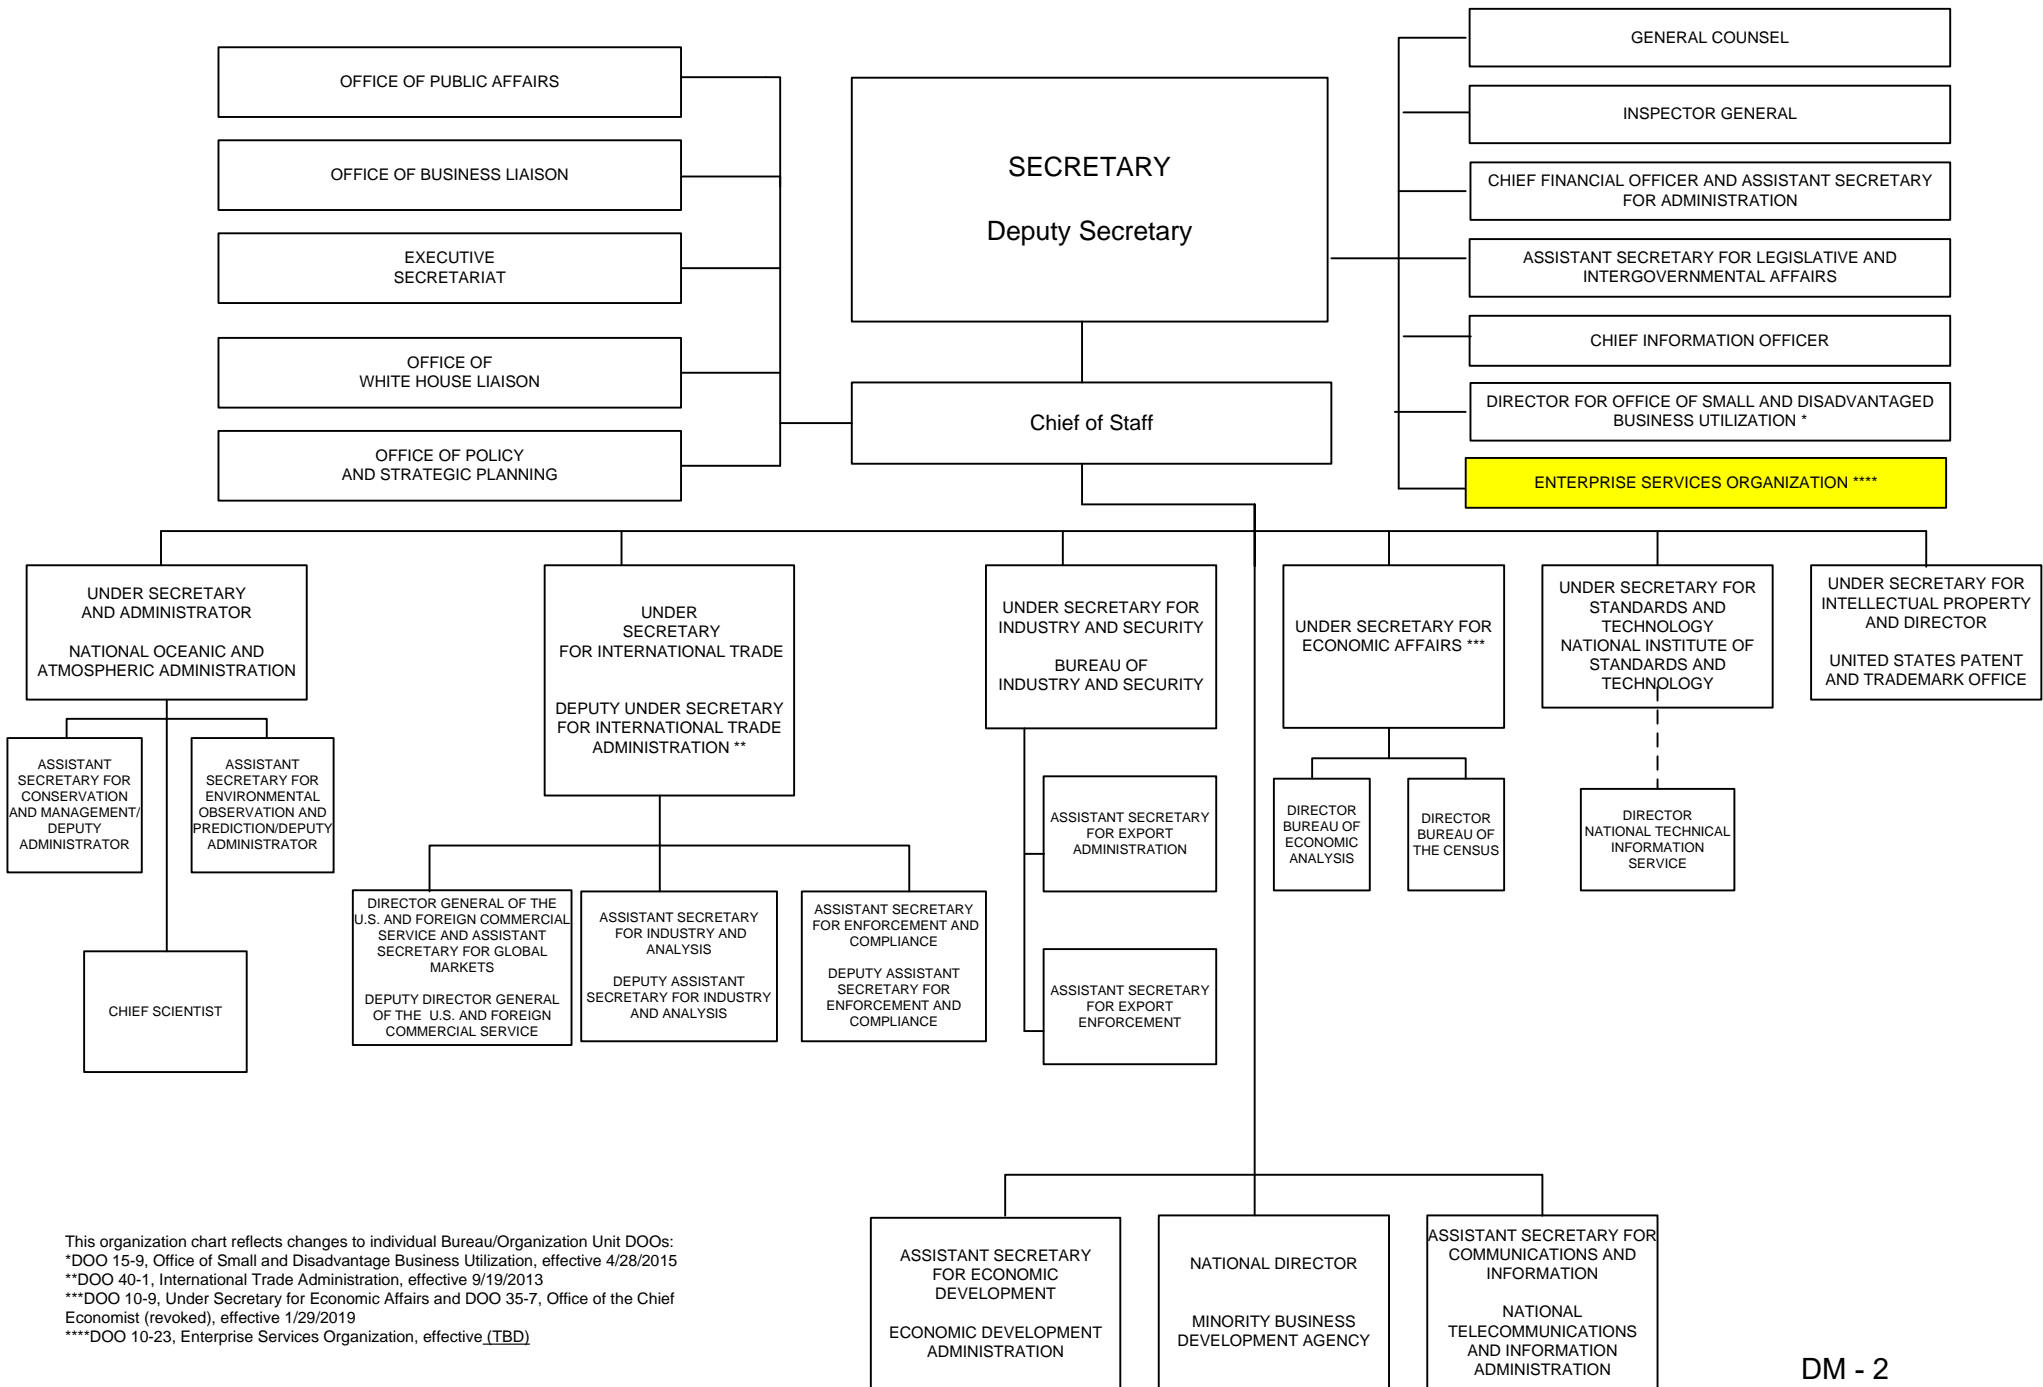 OFFICE OF PUBLIC AFFAIRS
OFFICE OF BUSINESS LIAISON
EXECUTIVE
SECRETARIAT
OFFICE OF
WHITE HOUSE LIAISON
OFFICE OF POLICY
AND STRATEGIC PLANNING
SECRETARY
Deputy Secretary
Chief of Staff
GENERAL COUNSEL
INSPECTOR GENERAL
CHIEF FINANCIAL OFFICER AND ASSISTANT SECRETARY
FOR ADMINISTRATION
ASSISTANT SECRETARY FOR LEGISLATIVE AND
INTERGOVERNMENTAL AFFAIRS
CHIEF INFORMATION OFFICER
DIRECTOR FOR OFFICE OF SMALL AND DISADVANTAGED
BUSINESS UTILIZATION *
ENTERPRISE SERVICES ORGANIZATION ****
UNDER SECRETARY
AND ADMINISTRATOR
NATIONAL OCEANIC AND
ATMOSPHERIC ADMINISTRATION
UNDER
SECRETARY
FOR INTERNATIONAL TRADE
DEPUTY UNDER SECRETARY
FOR INTERNATIONAL TRADE
ADMINISTRATION **
UNDER SECRETARY FOR
INDUSTRY AND SECURITY
BUREAU OF
INDUSTRY AND SECURITY
UNDER SECRETARY FOR
ECONOMIC AFFAIRS ***
UNDER SECRETARY FOR
STANDARDS AND
TECHNOLOGY
NATIONAL INSTITUTE OF
STANDARDS AND
TECHNOLOGY
UNDER SECRETARY FOR
INTELLECTUAL PROPERTY
AND DIRECTOR
UNITED STATES PATENT
AND TRADEMARK OFFICE
ASSISTANT
SECRETARY FOR
CONSERVATION
AND MANAGEMENT/
DEPUTY
ADMINISTRATOR
ASSISTANT
SECRETARY FOR
ENVIRONMENTAL
OBSERVATION AND
PREDICTION/DEPUTY
ADMINISTRATOR
CHIEF SCIENTIST
DIRECTOR GENERAL OF THE
U.S. AND FOREIGN COMMERCIAL
SERVICE AND ASSISTANT
SECRETARY FOR GLOBAL
MARKETS
DEPUTY DIRECTOR GENERAL
OF THE U.S. AND FOREIGN
COMMERCIAL SERVICE
ASSISTANT SECRETARY
FOR INDUSTRY AND
ANALYSIS
DEPUTY ASSISTANT
SECRETARY FOR INDUSTRY
AND ANALYSIS
ASSISTANT SECRETARY
FOR ENFORCEMENT AND
COMPLIANCE
DEPUTY ASSISTANT
SECRETARY FOR
ENFORCEMENT AND
COMPLIANCE
ASSISTANT SECRETARY
FOR EXPORT
ADMINISTRATION
ASSISTANT SECRETARY
FOR EXPORT
ENFORCEMENT
DIRECTOR
BUREAU OF
ECONOMIC
ANALYSIS
DIRECTOR
BUREAU OF
THE CENSUS
DIRECTOR
NATIONAL TECHNICAL
INFORMATION
SERVICE
ASSISTANT SECRETARY
FOR ECONOMIC
DEVELOPMENT
ECONOMIC DEVELOPMENT
ADMINISTRATION
NATIONAL DIRECTOR
MINORITY BUSINESS
DEVELOPMENT AGENCY
ASSISTANT SECRETARY FOR
COMMUNICATIONS AND
INFORMATION
NATIONAL
TELECOMMUNICATIONS
AND INFORMATION
ADMINISTRATION
This organization chart reflects changes to individual Bureau/Organization Unit DOOs:
*DOO 15-9, Office of Small and Disadvantage Business Utilization, effective 4/28/2015
**DOO 40-1, International Trade Administration, effective 9/19/2013
***DOO 10-9, Under Secretary for Economic Affairs and DOO 35-7, Office of the Chief
Economist (revoked), effective 1/29/2019
****DOO 10-23, Enterprise Services Organization, effective (TBD)
DM - 2